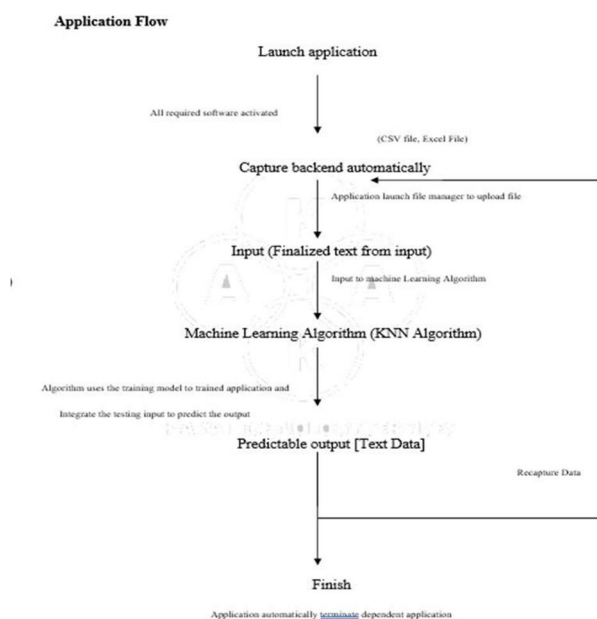 Application Flow
Launch application
All required software activated
(CSV file, Excel File)
Capture backend automatically
Application launch file manager to upload file
Input (Finalized text from input)
Input to machine Learning Algorithm
Machine Learning Algorithm (KNN Algorithm)
Algorithm uses the training model to trained application and
Integrate the testing input to predict the output
Predictable output [Text Data]
Recapture Data
Finish
Application automatically terminate dependent application